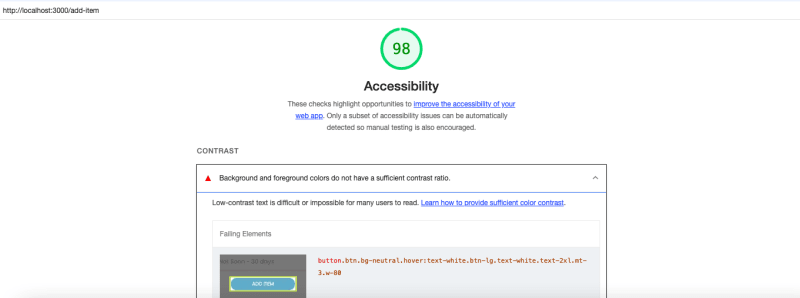 http://localhost:3000/add-item
98
Accessibility
These checks highlight opportunities to improve the accessibility of your
web app. Only a subset of accessibility issues can be automatically
detected so manual testing is also encouraged.
CONTRAST
Background and foreground colors do not have a sufficient contrast ratio.
Low-contrast text is difficult or impossible for many users to read. Learn how to provide sufficient color contrast.
Failing Elements
30 days
ADD ITEM
button.btn.bg-neutral.hover:text-white.btn-lg.text-white.text-2xl.mt-
3.w-80